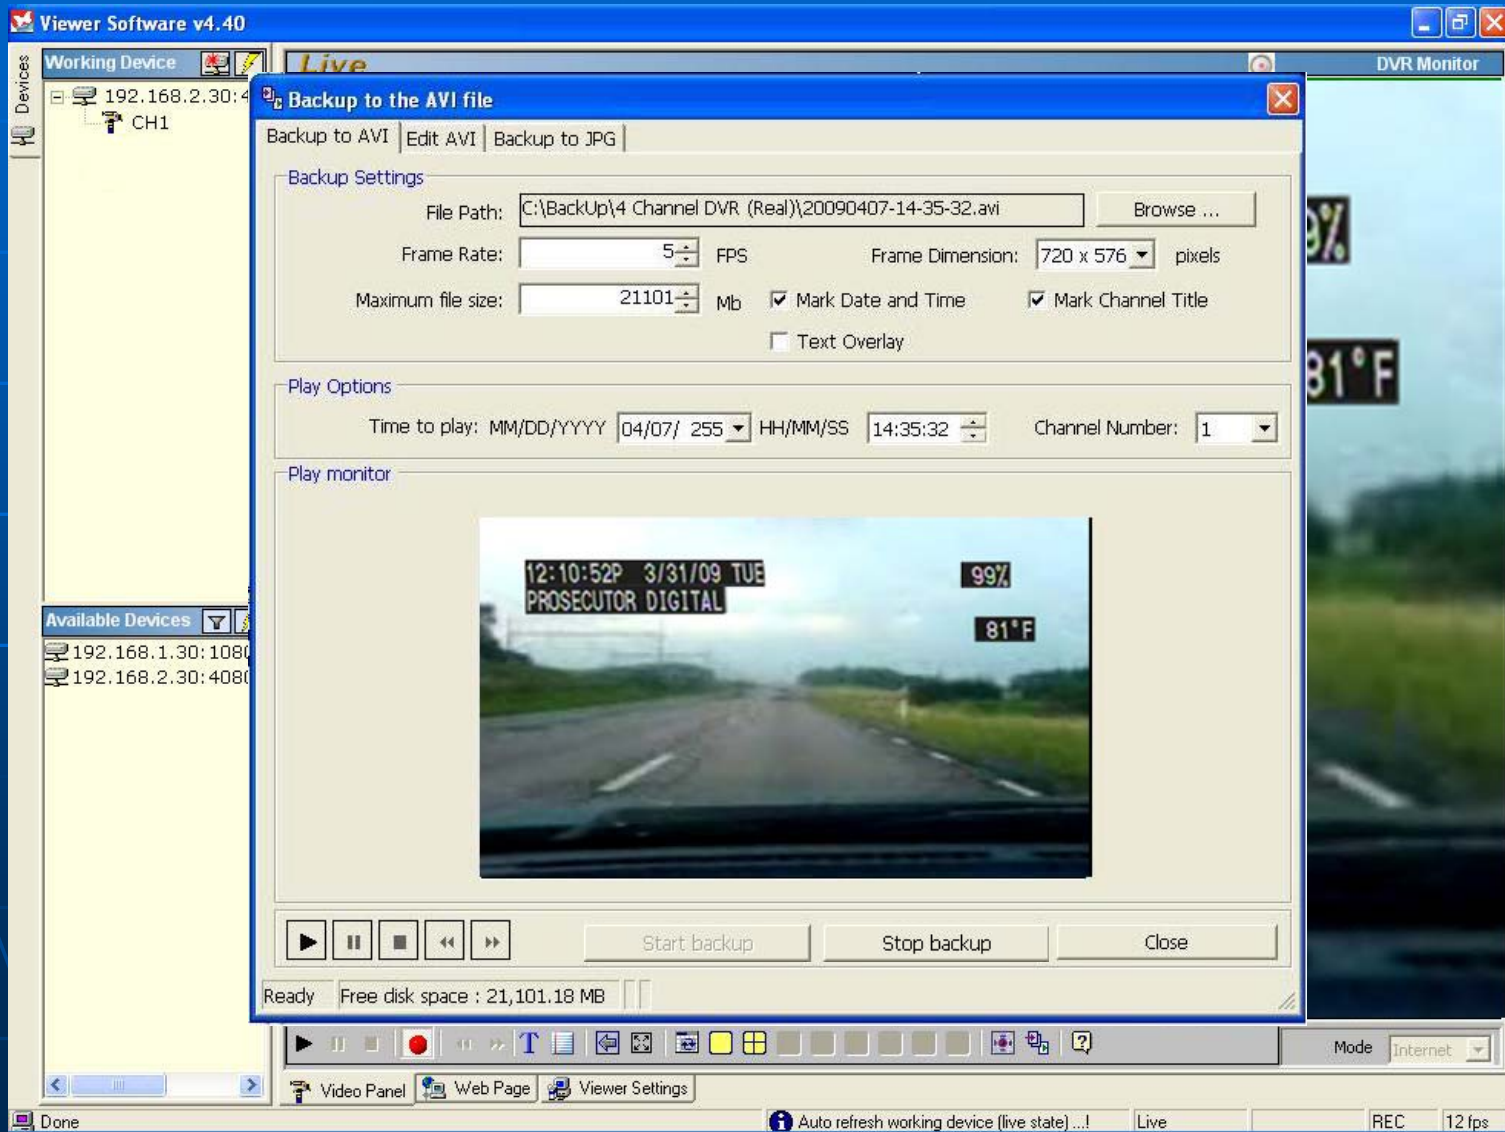 Viewer Software v4.40
Devices
Working Device
192.168.2.30:4
CH1
Live
DVR Monitor
Backup to the AVI file
Backup to AVI Edit AVI Backup to JPG
Backup Settings
File Path: C:\BackUp\4 Channel DVR (Real)\20090407-14-35-32.avi Browse ...
Frame Rate: 5 FPS Frame Dimension: 720 x 576 pixels
Maximum file size: 21101 Mb Mark Date and Time Mark Channel Title
Text Overlay
Play Options
Time to play: MM/DD/YYYY 04/07/ 255 HH/MM/SS 14:35:32 Channel Number: 1
Play monitor
12:10:52P 3/31/09 TUE 99%
PROSECUTOR DIGITAL
81°F
9%
81°F
Available Devices
192.168.1.30:1080
192.168.2.30:4080
Start backup Stop backup Close
Ready Free disk space : 21,101.18 MB
T
Mode Internet
Video Panel Web Page Viewer Settings
Done Auto refresh working device (live state) ...! Live REC 12 fps